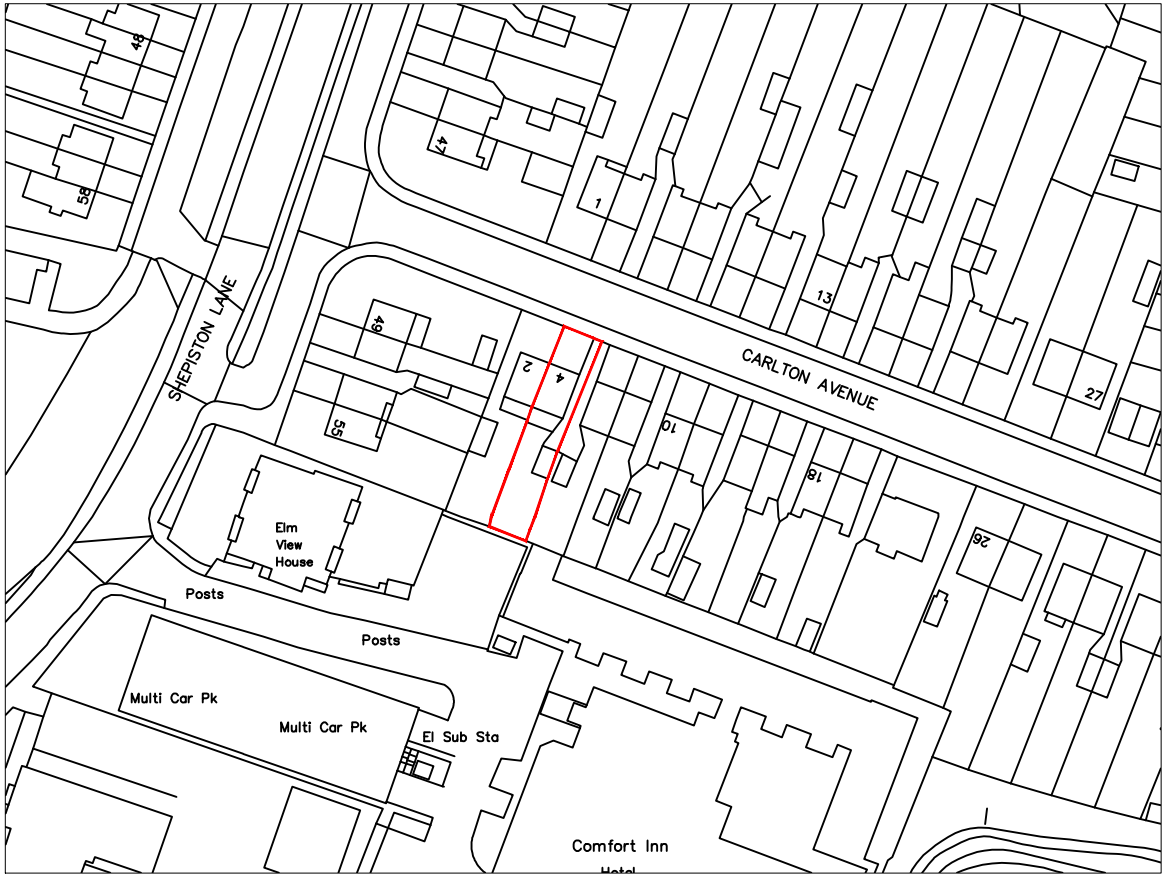 48
47
58
1
SHEPISTON LANE
13
49
2
4
CARLTON AVENUE
27
55
10
18
Elm
View
House
26
Posts
Posts
Multi Car Pk
Multi Car Pk
El Sub Sta
Comfort Inn
Hotel